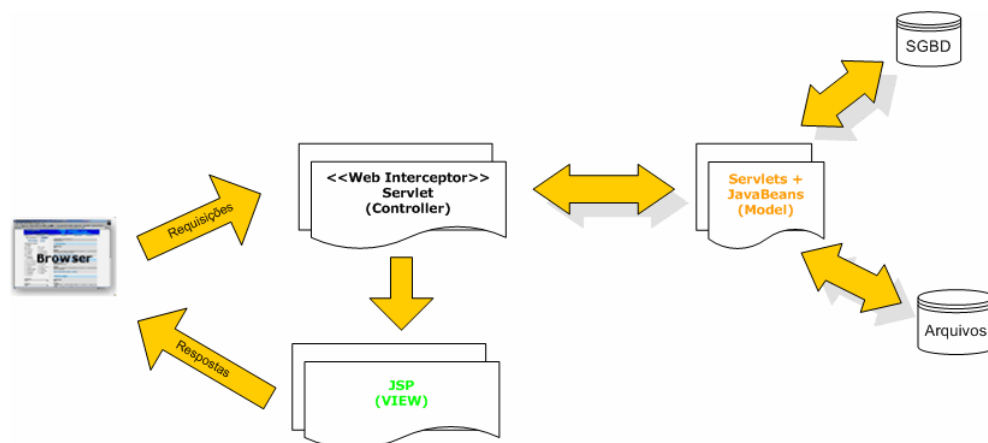 SGBD
<<Web Interceptor>>
Servlet
(Controller)
Servlets +
JavaBeans
(Model)
Requisições
Browser
Arquivos
Respostas
JSP
(VIEW)